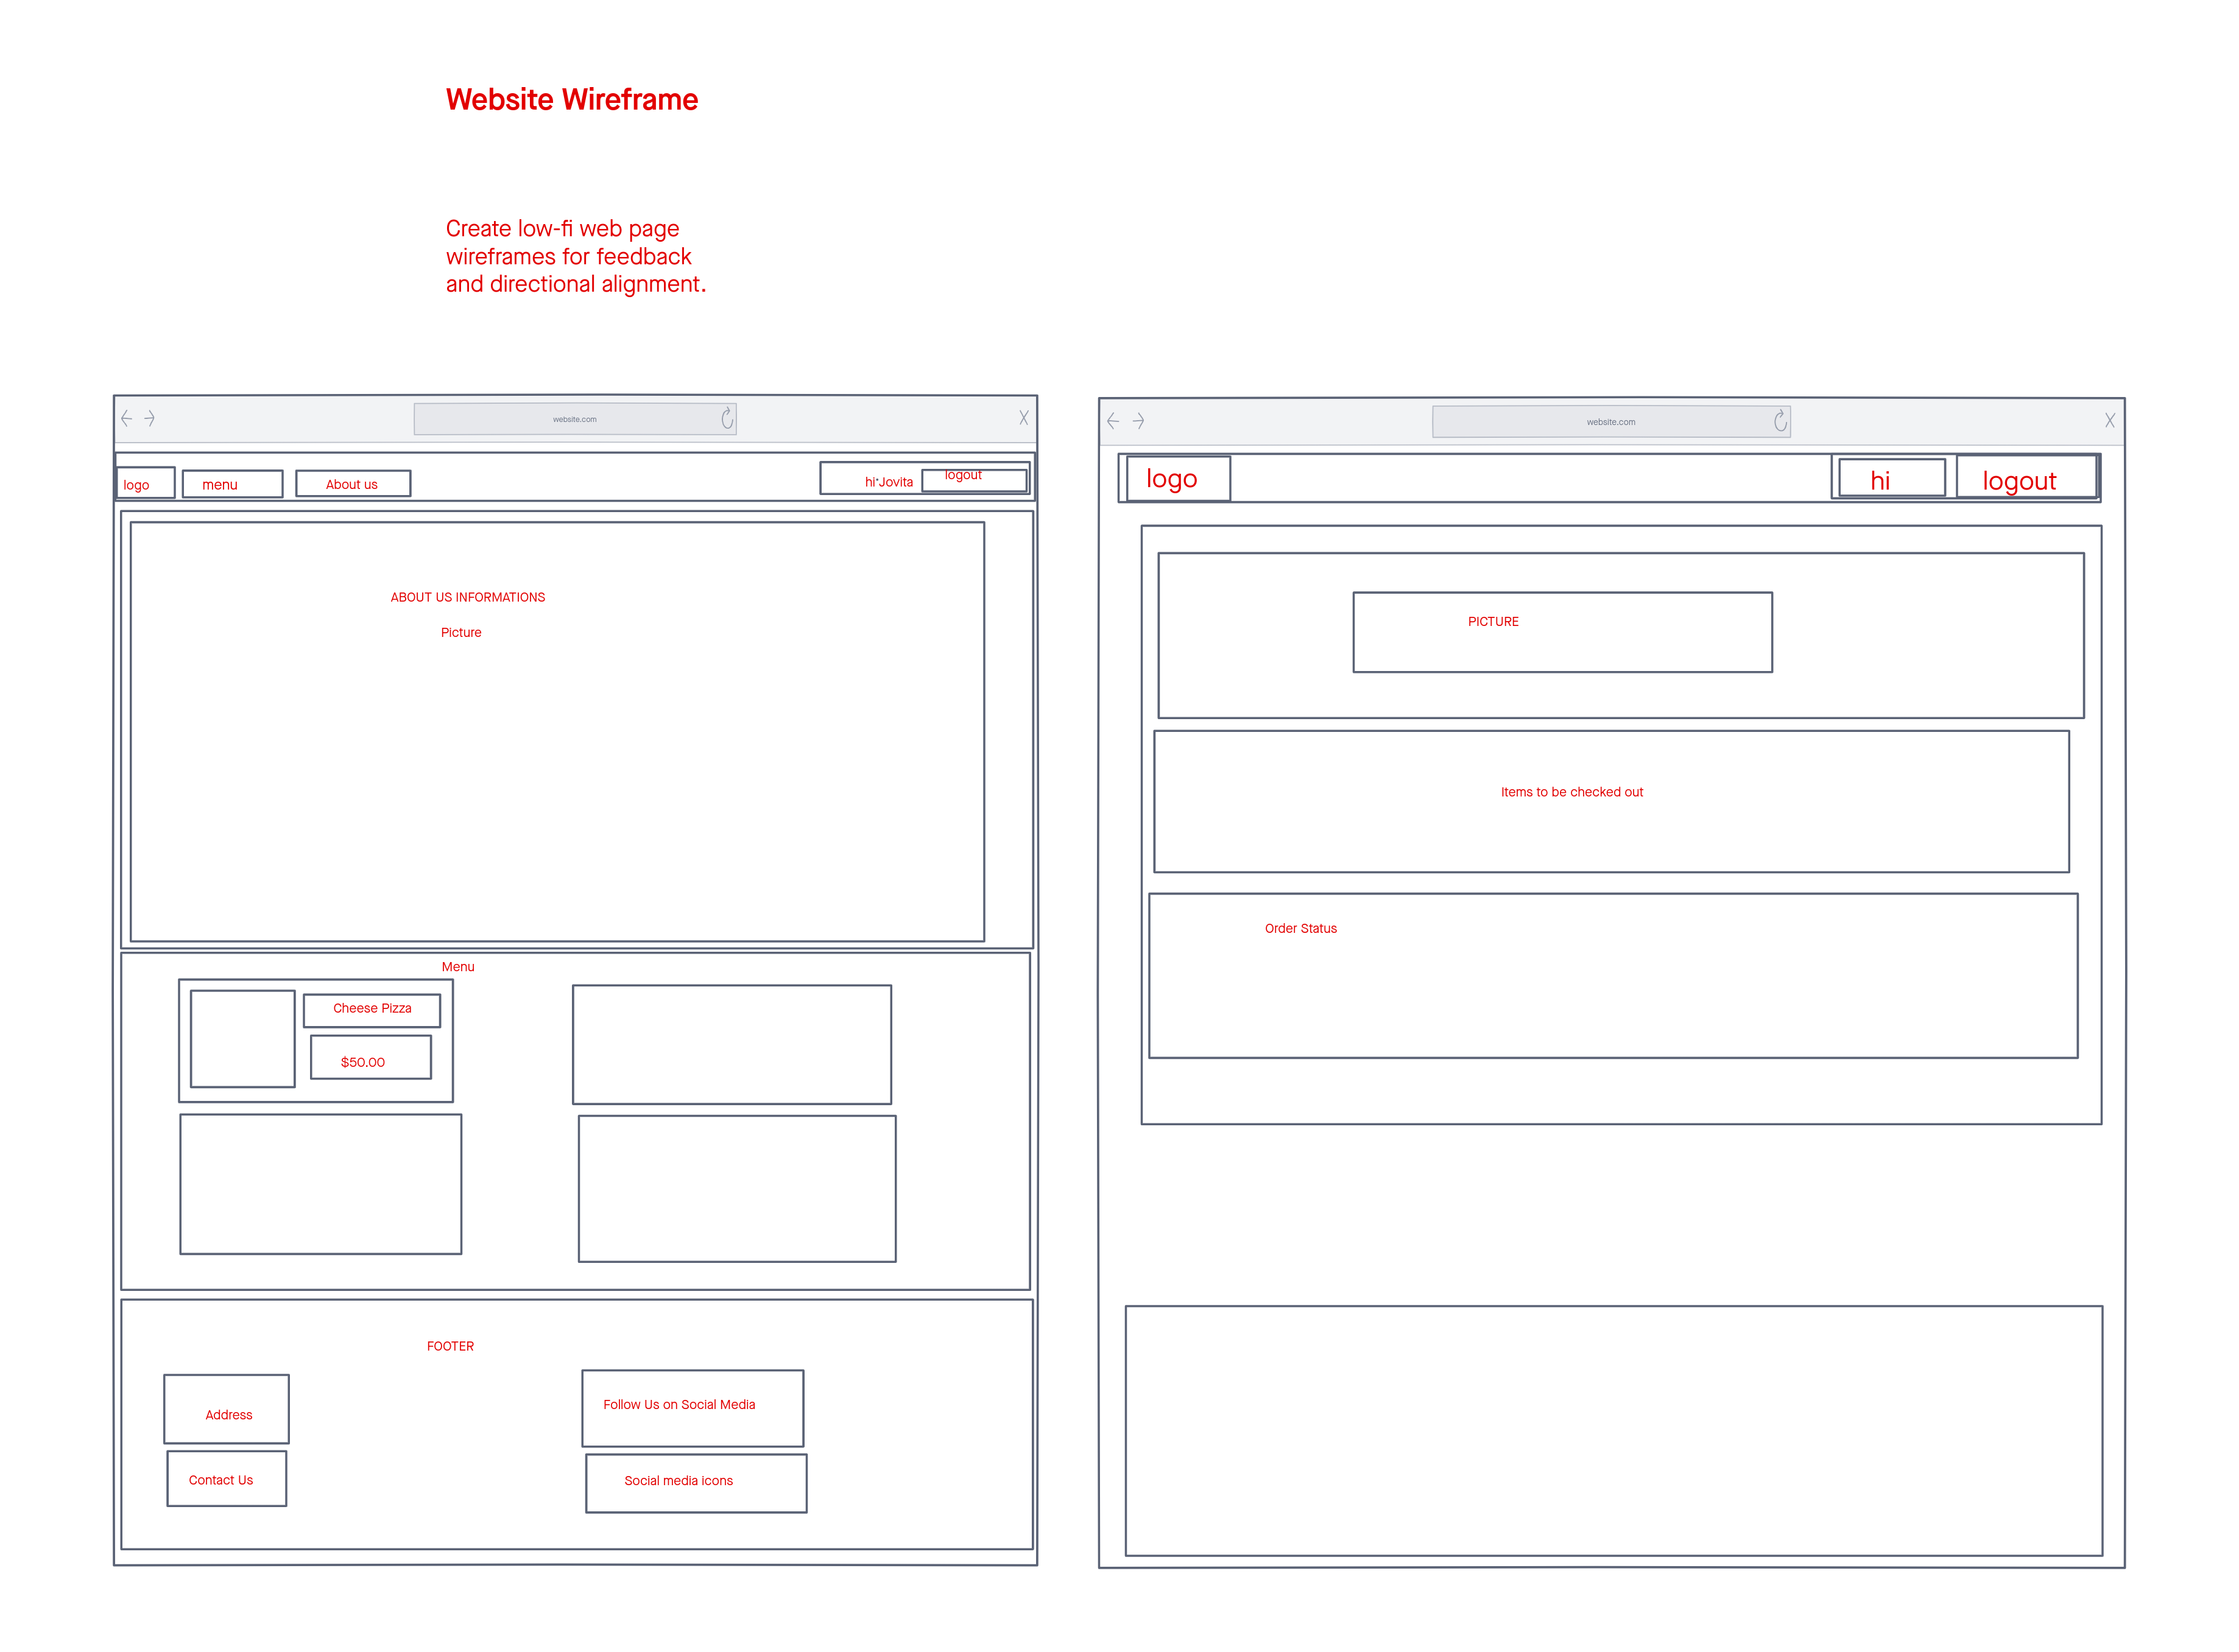 Website Wireframe
Create low-fi web page
wireframes for feedback
and directional alignment.
website.com
logo
menu
About us
hi Jovita
logout
ABOUT US INFORMATIONS
Picture
Menu
Cheese Pizza
$50.00
FOOTER
Address
Contact Us
Follow Us on Social Media
Social media icons
website.com
logo
hi
logout
PICTURE
Items to be checked out
Order Status